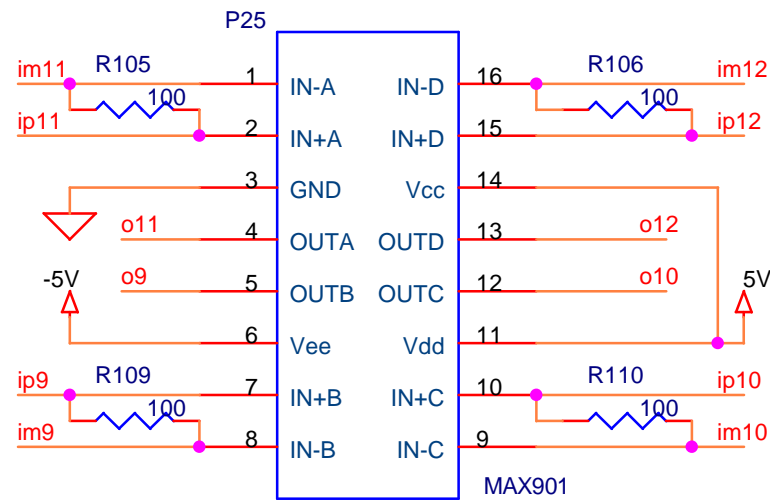 P25
im11 R105 1 IN-A IN-D 16 R106 im12
100 100
ip11 2 IN+A IN+D 15 ip12
3 GND Vcc 14
o11 4 OUTA OUTD 13 o12
-5V o9 5 OUTB OUTC 12 o10 5V
6 Vee Vdd 11
ip9 R109 7 IN+B IN+C 10 R110 ip10
100 100
im9 8 IN-B IN-C 9 im10
MAX901